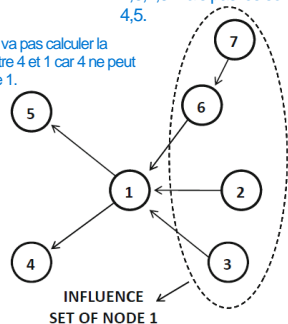 4,5.
va pas calculer la
tre 4 et 1 car 4 ne peut
1.
7
6
5
1
2
4
3
INFLUENCE
SET OF NODE 1